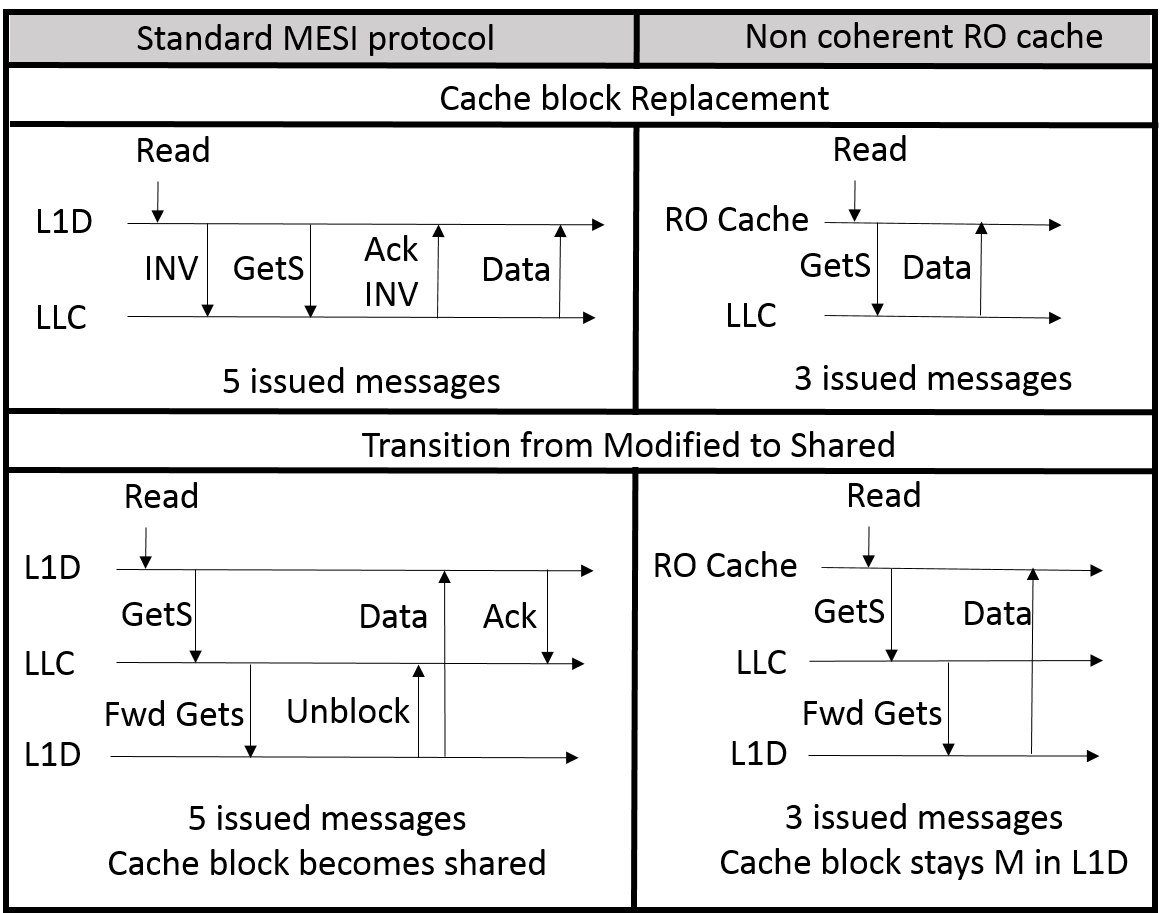 Standard MESI protocol
Non coherent RO cache
Cache block Replacement
Read
L1D
INV
GetS
Ack
INV
Data
LLC
5 issued messages
Read
RO Cache
GetS
Data
LLC
3 issued messages
Transition from Modified to Shared
Read
L1D
GetS
Data
Ack
LLC
Fwd Gets
Unblock
L1D
5 issued messages
Cache block becomes shared
Read
RO Cache
GetS
Data
LLC
Fwd Gets
L1D
3 issued messages
Cache block stays M in L1D